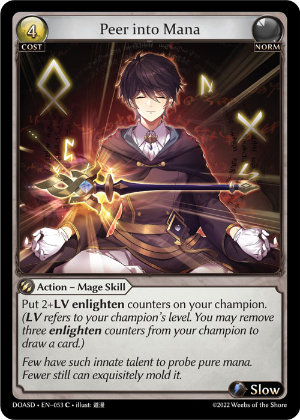 4
COST
Peer into Mana
NORM
Action – Mage Skill
Put 2+LV enlighten counters on your champion.
(LV refers to your champion's level. You may remove
three enlighten counters from your champion to
draw a card.)
Few have such innate talent to probe pure mana.
Fewer still can exquisitely mold it.
Slow
DOASD – EN-053 C • illust: 道漫
©2022 Weebs of the Shore